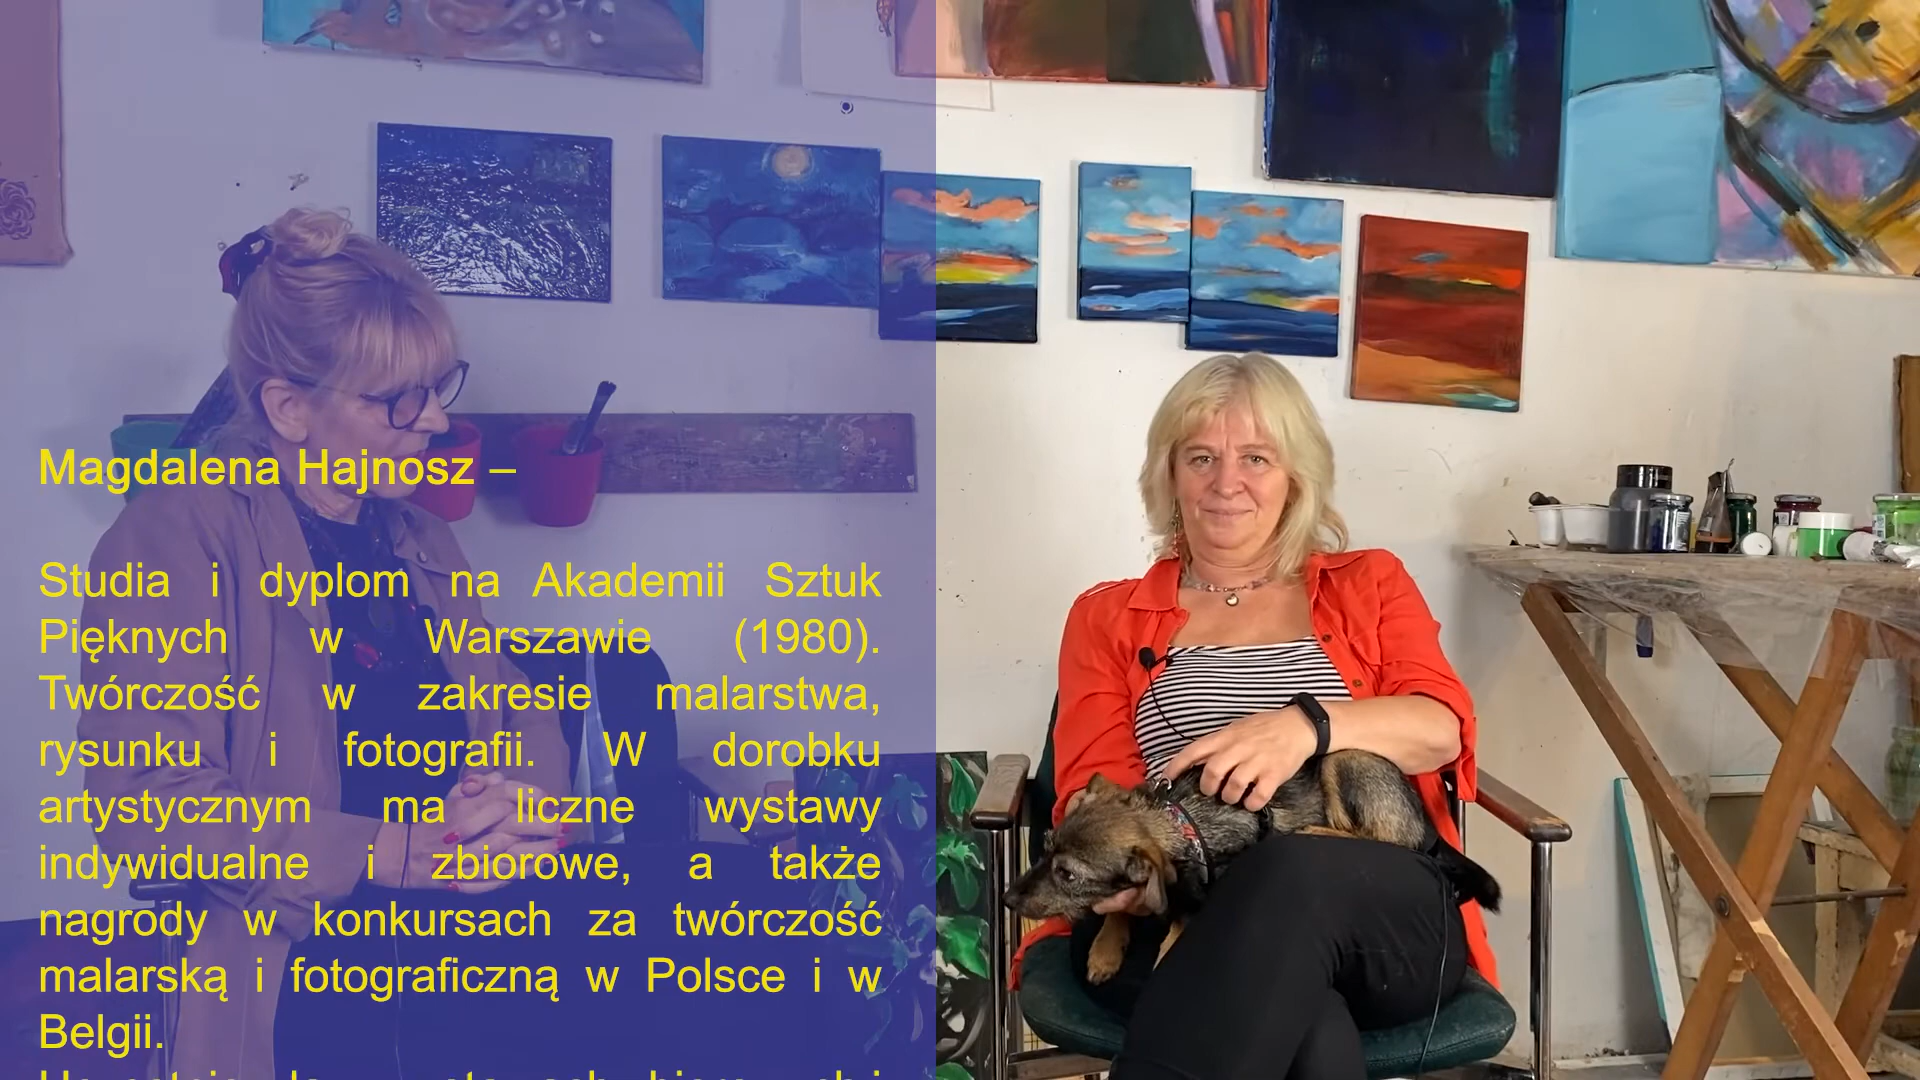 Magdalena Hajnosz –
Studia i dyplom na Akademii Sztuk
Pięknych w Warszawie (1980).
Twórczość w zakresie malarstwa,
rysunku i fotografii. W dorobku
artystycznym ma liczne wystawy
indywidualne i zbiorowe, a także
nagrody w konkursach za twórczość
malarską i fotograficzną w Polsce i w
Belgii.